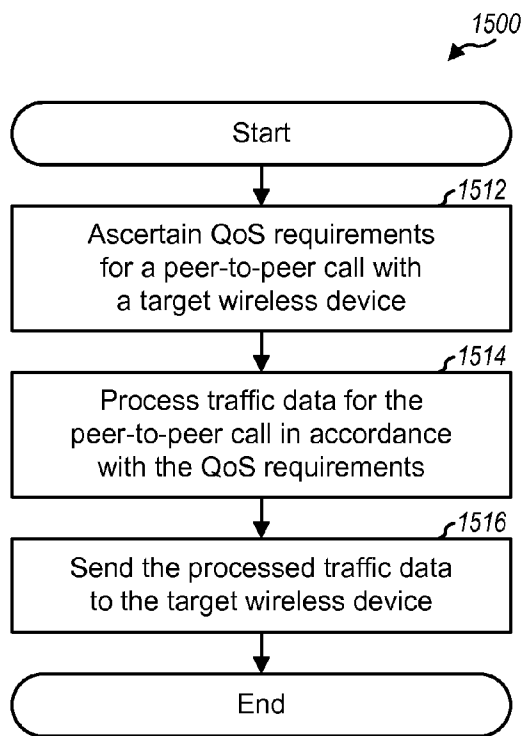 1500
Start
1512
Ascertain QoS requirements
for a peer-to-peer call with
a target wireless device
1514
Process traffic data for the
peer-to-peer call in accordance
with the QoS requirements
1516
Send the processed traffic data
to the target wireless device
End